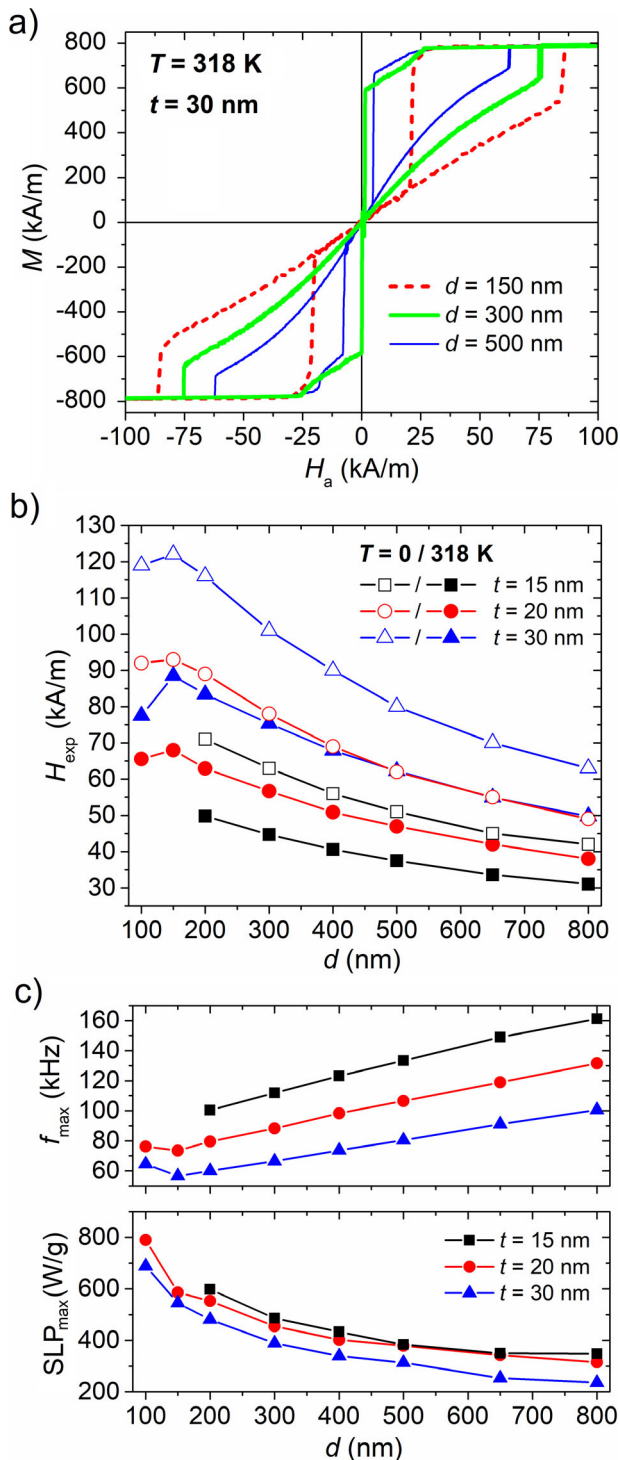 a)
T = 318 K
t = 30 nm
800
600
400
200
0
-200
-400
-600
-800
M (kA/m)
d = 150 nm
d = 300 nm
d = 500 nm
-100 -75 -50 -25 0 25 50 75 100
Hₐ (kA/m)
b)
130
120
110
100
90
80
70
60
50
40
30
H_exp (kA/m)
T = 0 / 318 K
/ t = 15 nm
/ t = 20 nm
/ t = 30 nm
100 200 300 400 500 600 700 800
d (nm)
c)
160
140
120
100
80
60
f_max (kHz)
800
600
400
200
SLP_max (W/g)
t = 15 nm
t = 20 nm
t = 30 nm
100 200 300 400 500 600 700 800
d (nm)